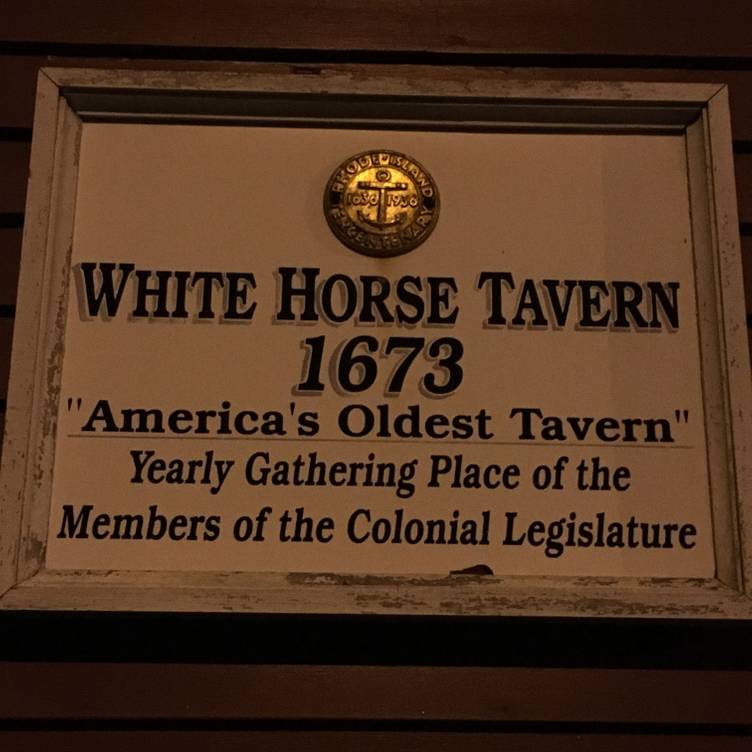 RHODE ISLAND
1636 1936
TERCENTENARY
WHITE HORSE TAVERN
1673
"America's Oldest Tavern"
Yearly Gathering Place of the
Members of the Colonial Legislature